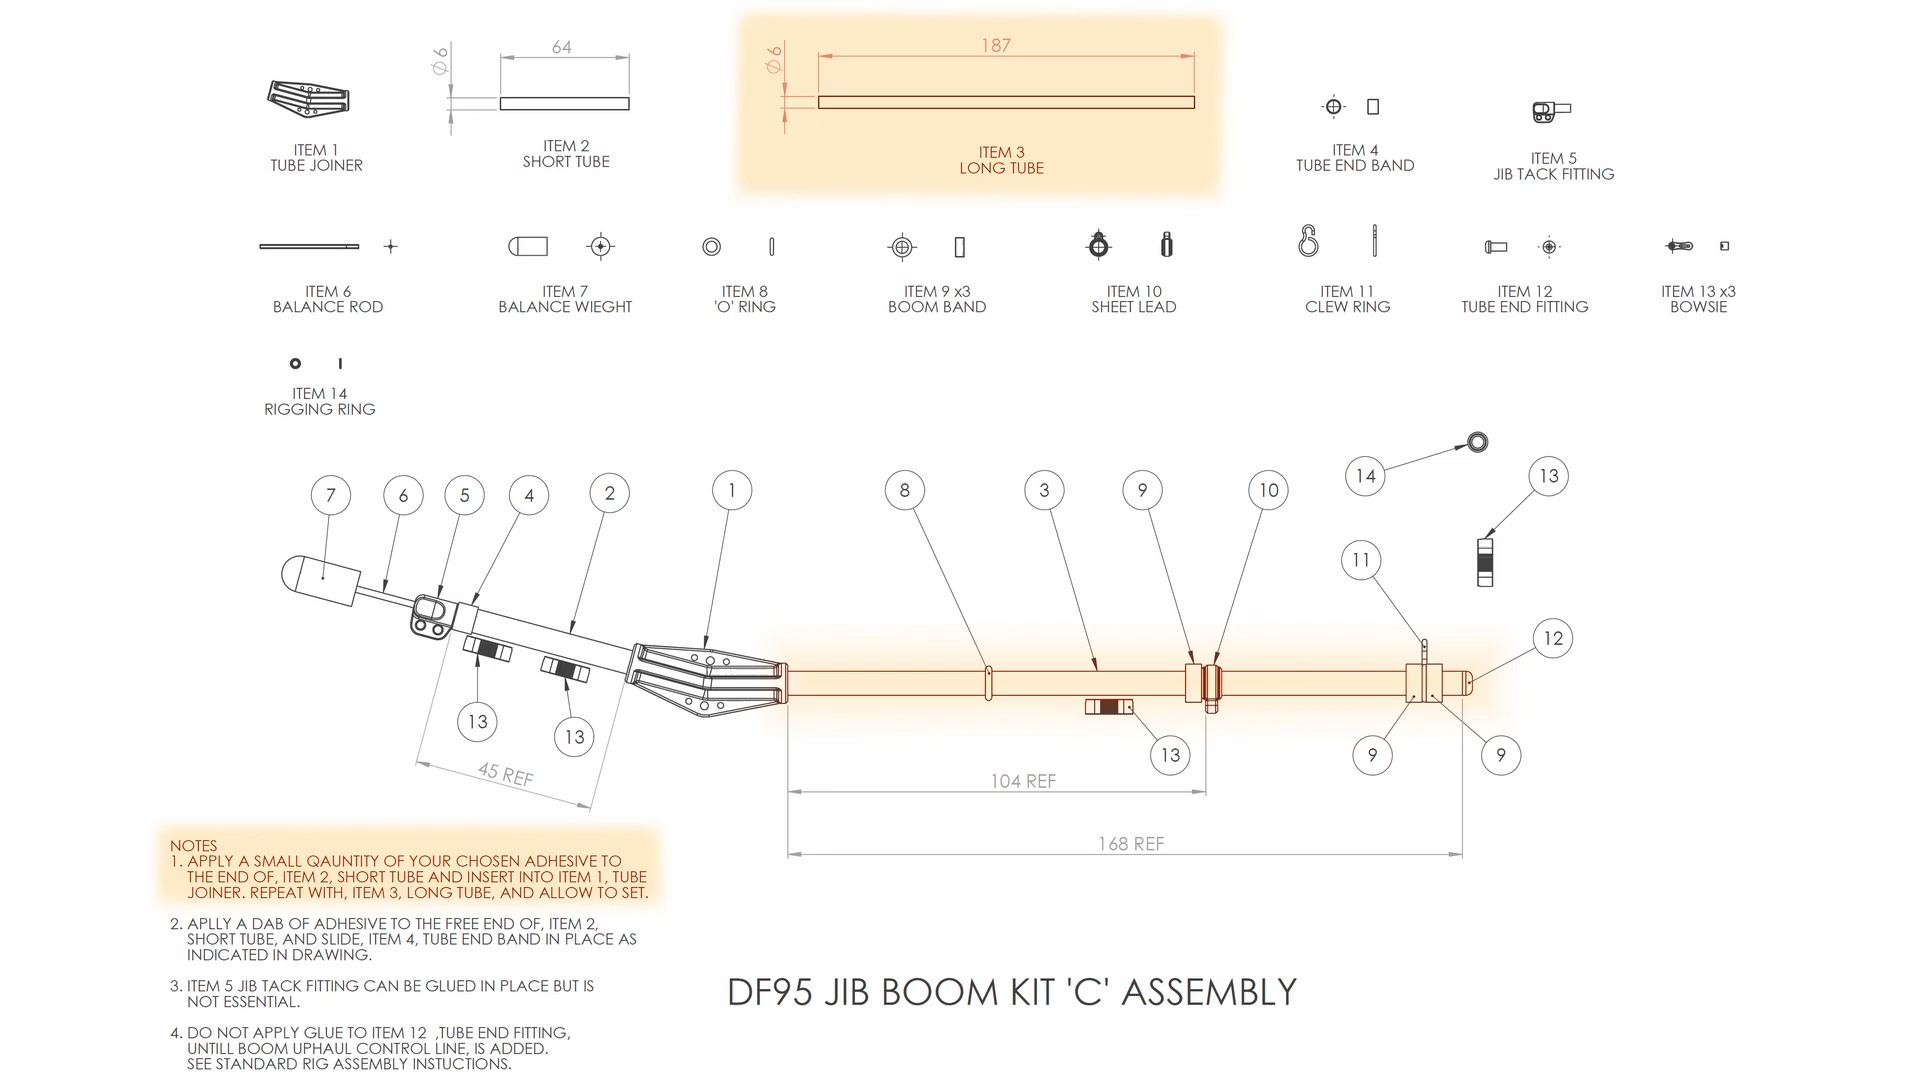 ∅ 6
64
∅ 6
187
ITEM 1
TUBE JOINER
ITEM 2
SHORT TUBE
ITEM 3
LONG TUBE
ITEM 4
TUBE END BAND
ITEM 5
JIB TACK FITTING
ITEM 6
BALANCE ROD
ITEM 7
BALANCE WIEGHT
ITEM 8
'O' RING
ITEM 9 x3
BOOM BAND
ITEM 10
SHEET LEAD
ITEM 11
CLEW RING
ITEM 12
TUBE END FITTING
ITEM 13 x3
BOWSIE
ITEM 14
RIGGING RING
7
6
5
4
2
1
8
3
9
10
14
13
11
12
13
13
13
9
9
45 REF
104 REF
168 REF
NOTES
1. APPLY A SMALL QAUNTITY OF YOUR CHOSEN ADHESIVE TO
THE END OF, ITEM 2, SHORT TUBE AND INSERT INTO ITEM 1, TUBE
JOINER. REPEAT WITH, ITEM 3, LONG TUBE, AND ALLOW TO SET.
2. APLLY A DAB OF ADHESIVE TO THE FREE END OF, ITEM 2,
SHORT TUBE, AND SLIDE, ITEM 4, TUBE END BAND IN PLACE AS
INDICATED IN DRAWING.
3. ITEM 5 JIB TACK FITTING CAN BE GLUED IN PLACE BUT IS
NOT ESSENTIAL.
4. DO NOT APPLY GLUE TO ITEM 12 ,TUBE END FITTING,
UNTILL BOOM UPHAUL CONTROL LINE, IS ADDED.
SEE STANDARD RIG ASSEMBLY INSTUCTIONS.
DF95 JIB BOOM KIT 'C' ASSEMBLY